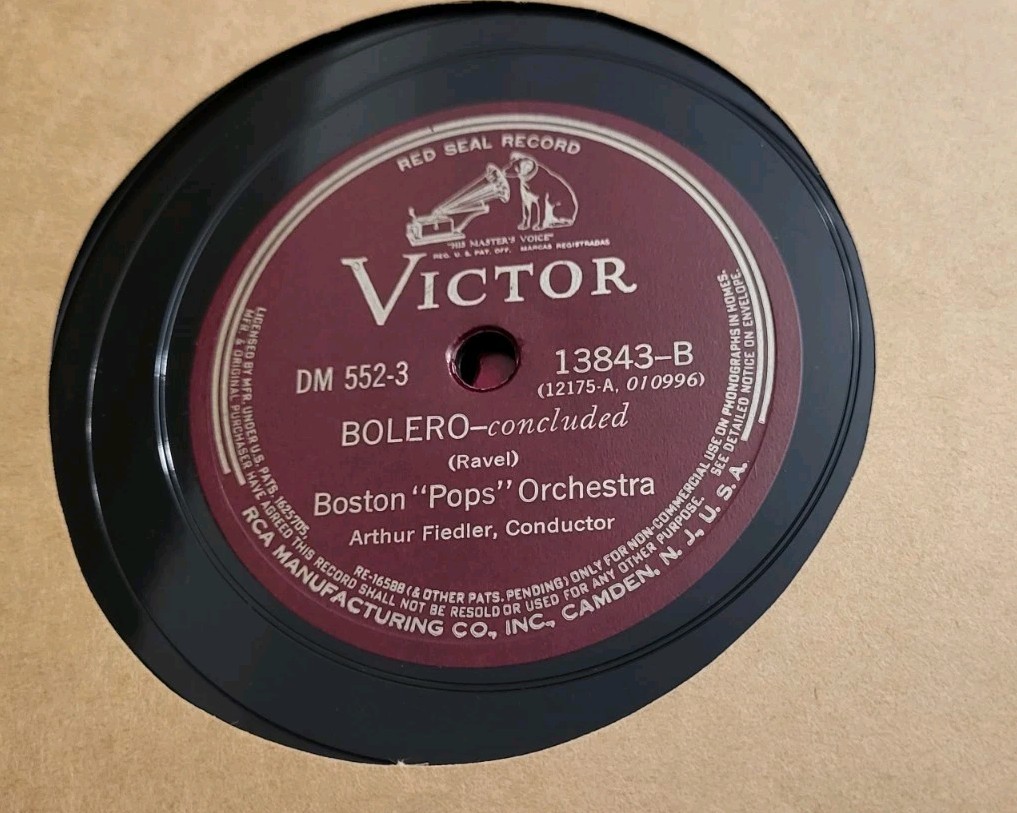 RED SEAL RECORD
"HIS MASTER'S VOICE"
REG. U. S. PAT. OFF. MARCAS REGISTRADAS
VICTOR
DM 552-3
13843-B
(12175-A, 010996)
BOLERO-concluded
(Ravel)
Boston "Pops" Orchestra
Arthur Fiedler, Conductor
LICENSED BY MFR. UNDER U.S. PATS. 1625705, RE-16588 (& OTHER PATS. PENDING) ONLY FOR NON-COMMERCIAL USE ON PHONOGRAPHS IN HOMES.
MFR. & ORIGINAL PURCHASER HAVE AGREED THIS RECORD SHALL NOT BE RESOLD OR USED FOR ANY OTHER PURPOSE. SEE DETAILED NOTICE ON ENVELOPE.
RCA MANUFACTURING CO., INC., CAMDEN, N. J., U. S. A.